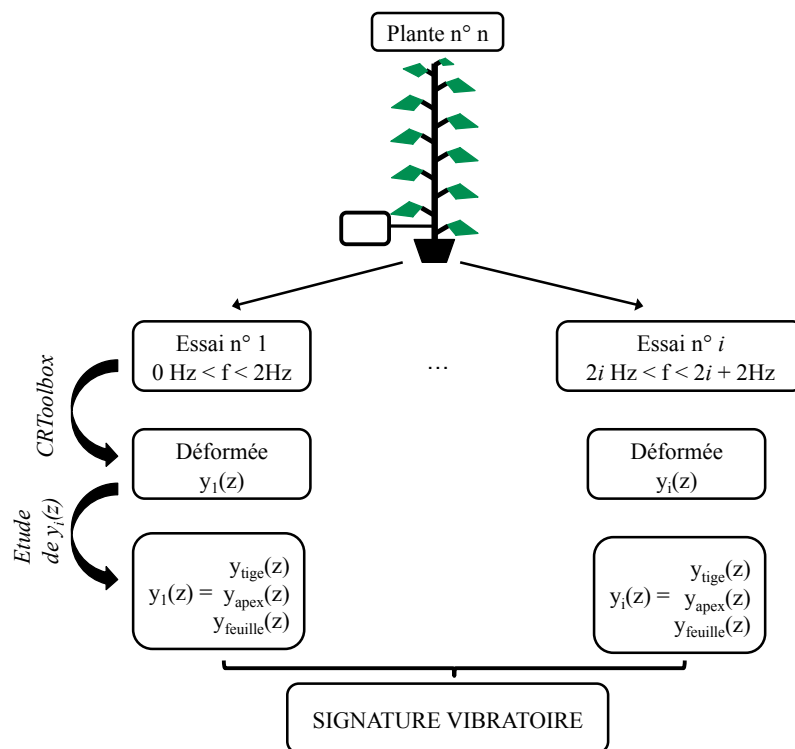 Plante n° n
Essai n° 1
0 Hz < f < 2Hz
...
Essai n° i
2i Hz < f < 2i + 2Hz
CRToolbox
Déformée
y1(z)
Déformée
yi(z)
Etude
de yi(z)
ytige(z)
y1(z) = yapex(z)
yfeuille(z)
ytige(z)
yi(z) = yapex(z)
yfeuille(z)
SIGNATURE VIBRATOIRE